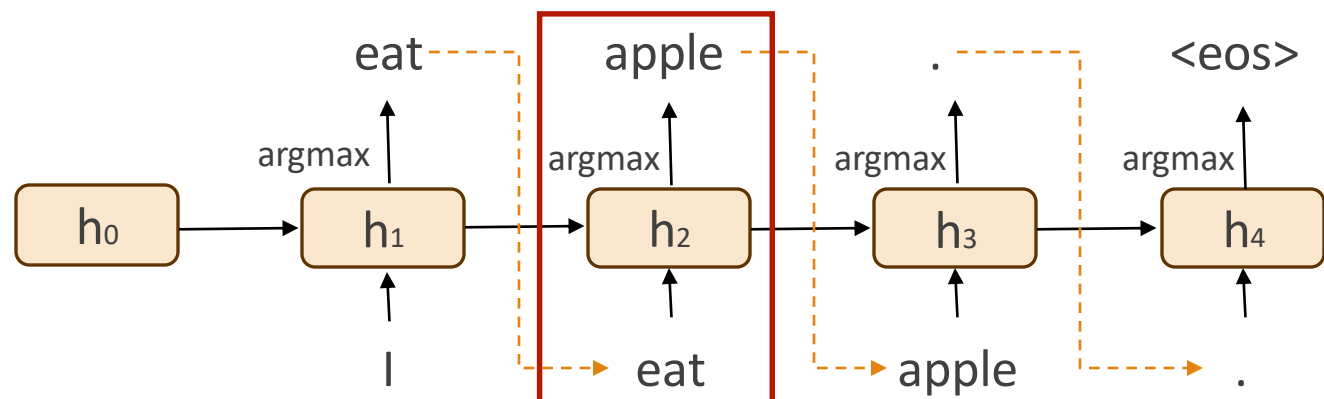 eat apple . <eos>
argmax argmax argmax argmax
h₀ h₁ h₂ h₃ h₄
I eat apple .